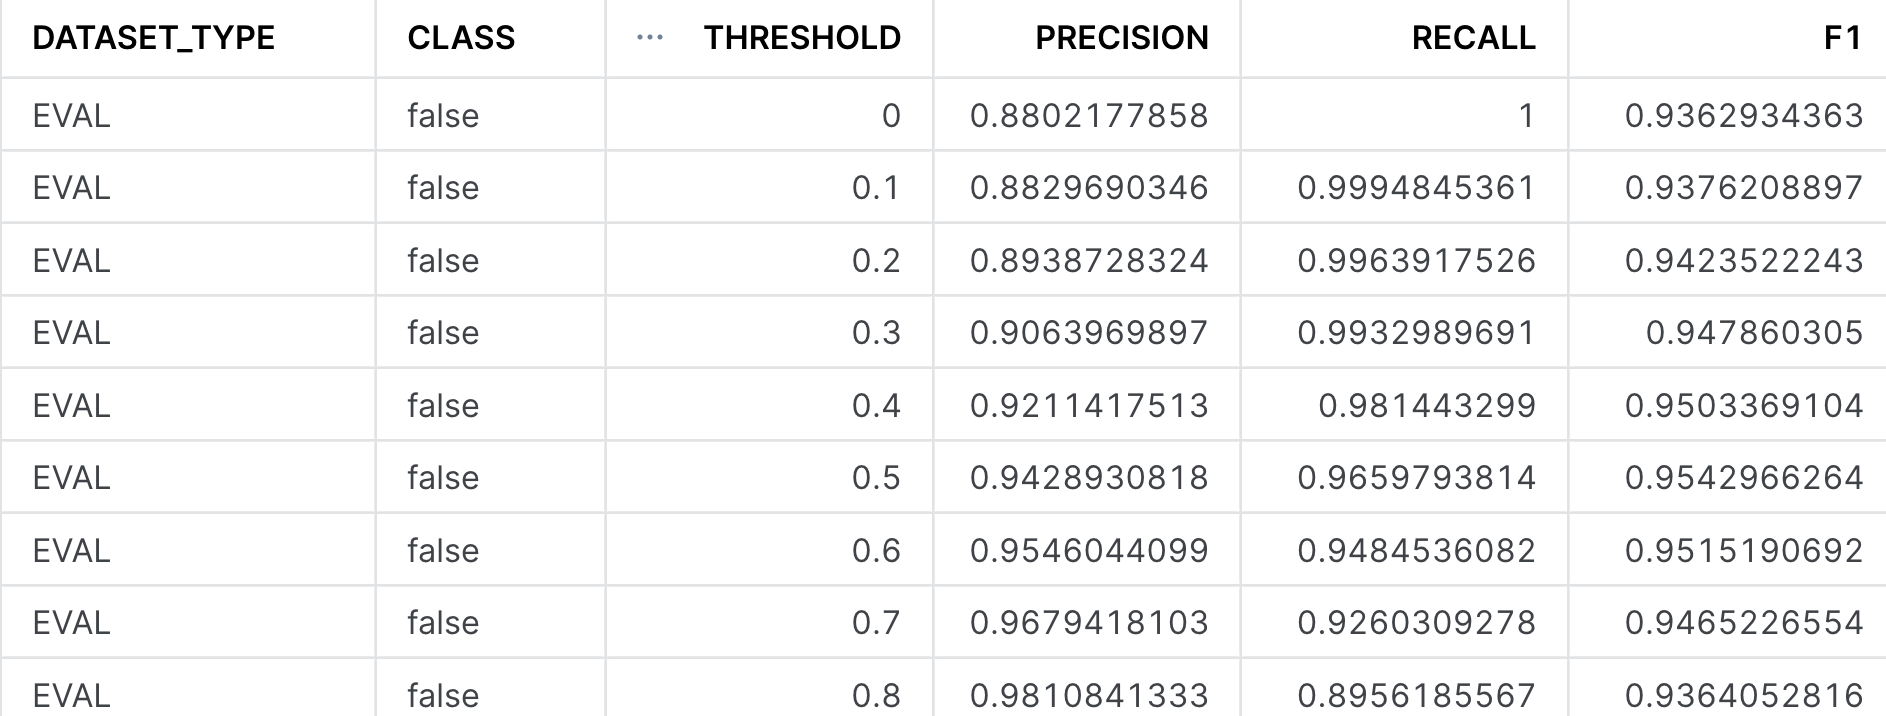 DATASET_TYPE CLASS ... THRESHOLD PRECISION RECALL F1
EVAL false 0 0.8802177858 1 0.9362934363
EVAL false 0.1 0.8829690346 0.9994845361 0.9376208897
EVAL false 0.2 0.8938728324 0.9963917526 0.9423522243
EVAL false 0.3 0.9063969897 0.9932989691 0.947860305
EVAL false 0.4 0.9211417513 0.981443299 0.9503369104
EVAL false 0.5 0.9428930818 0.9659793814 0.9542966264
EVAL false 0.6 0.9546044099 0.9484536082 0.9515190692
EVAL false 0.7 0.9679418103 0.9260309278 0.9465226554
EVAL false 0.8 0.9810841333 0.8956185567 0.9364052816